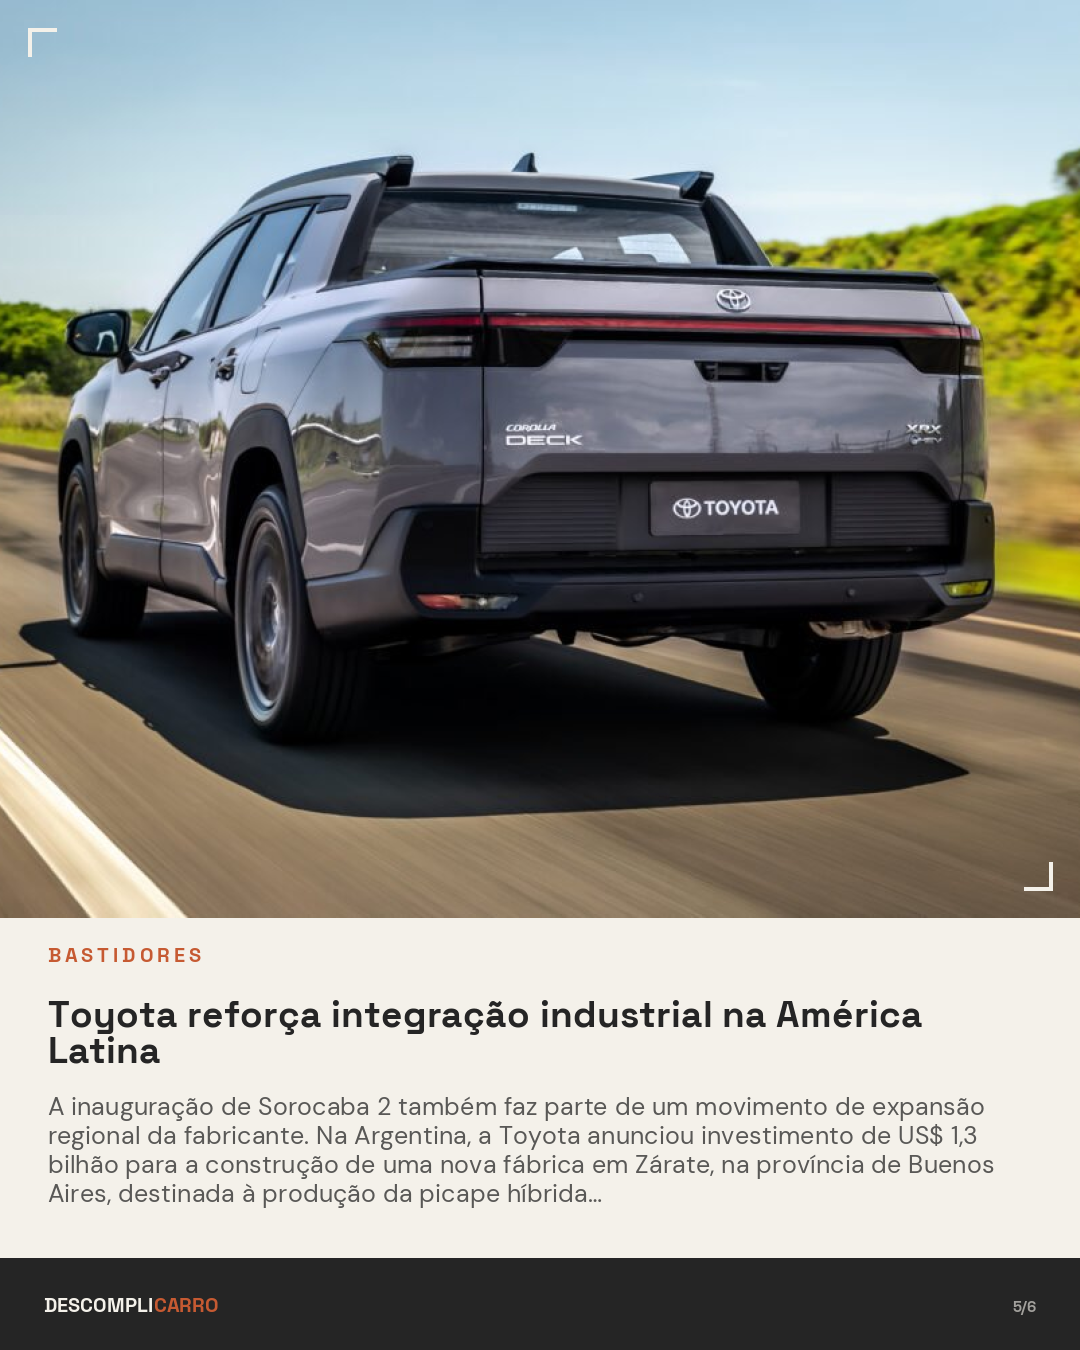 COROLLA
DECK
XRX
HEV
TOYOTA
BASTIDORES
Toyota reforça integração industrial na América
Latina
A inauguração de Sorocaba 2 também faz parte de um movimento de expansão
regional da fabricante. Na Argentina, a Toyota anunciou investimento de US$ 1,3
bilhão para a construção de uma nova fábrica em Zárate, na província de Buenos
Aires, destinada à produção da picape híbrida...
DESCOMPLICARRO
5/6